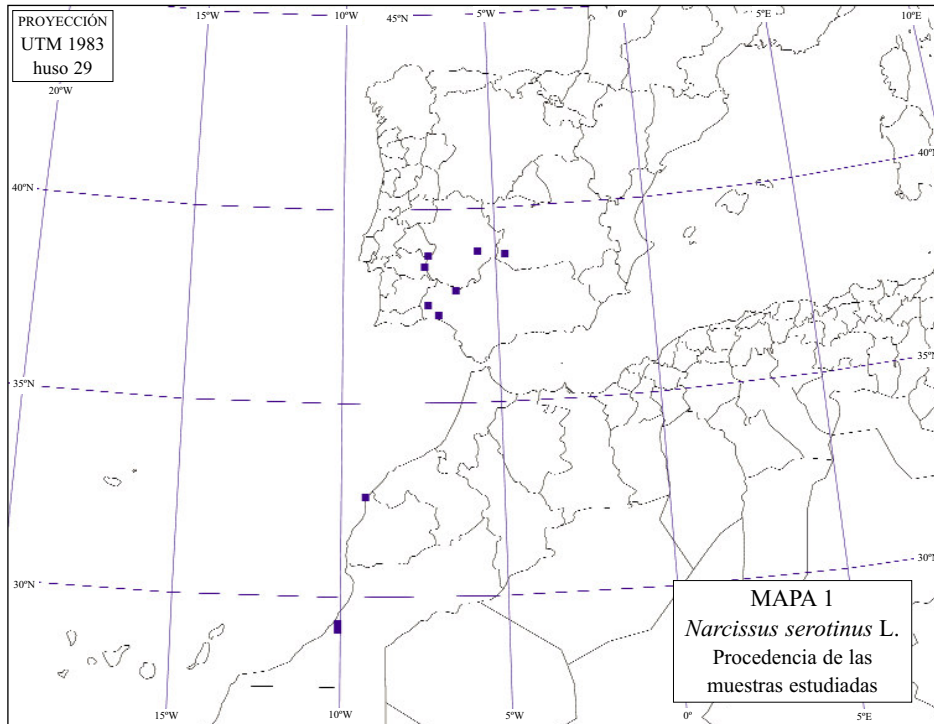 PROYECCIÓN
UTM 1983
huso 29
15ºW
10ºW
45ºN
5ºW
0º
5ºE
10ºE
20ºW
40ºN
40ºN
35ºN
35ºN
30ºN
30ºN
MAPA 1
Narcissus serotinus L.
Procedencia de las
muestras estudiadas
15ºW
10ºW
5ºW
0º
5ºE